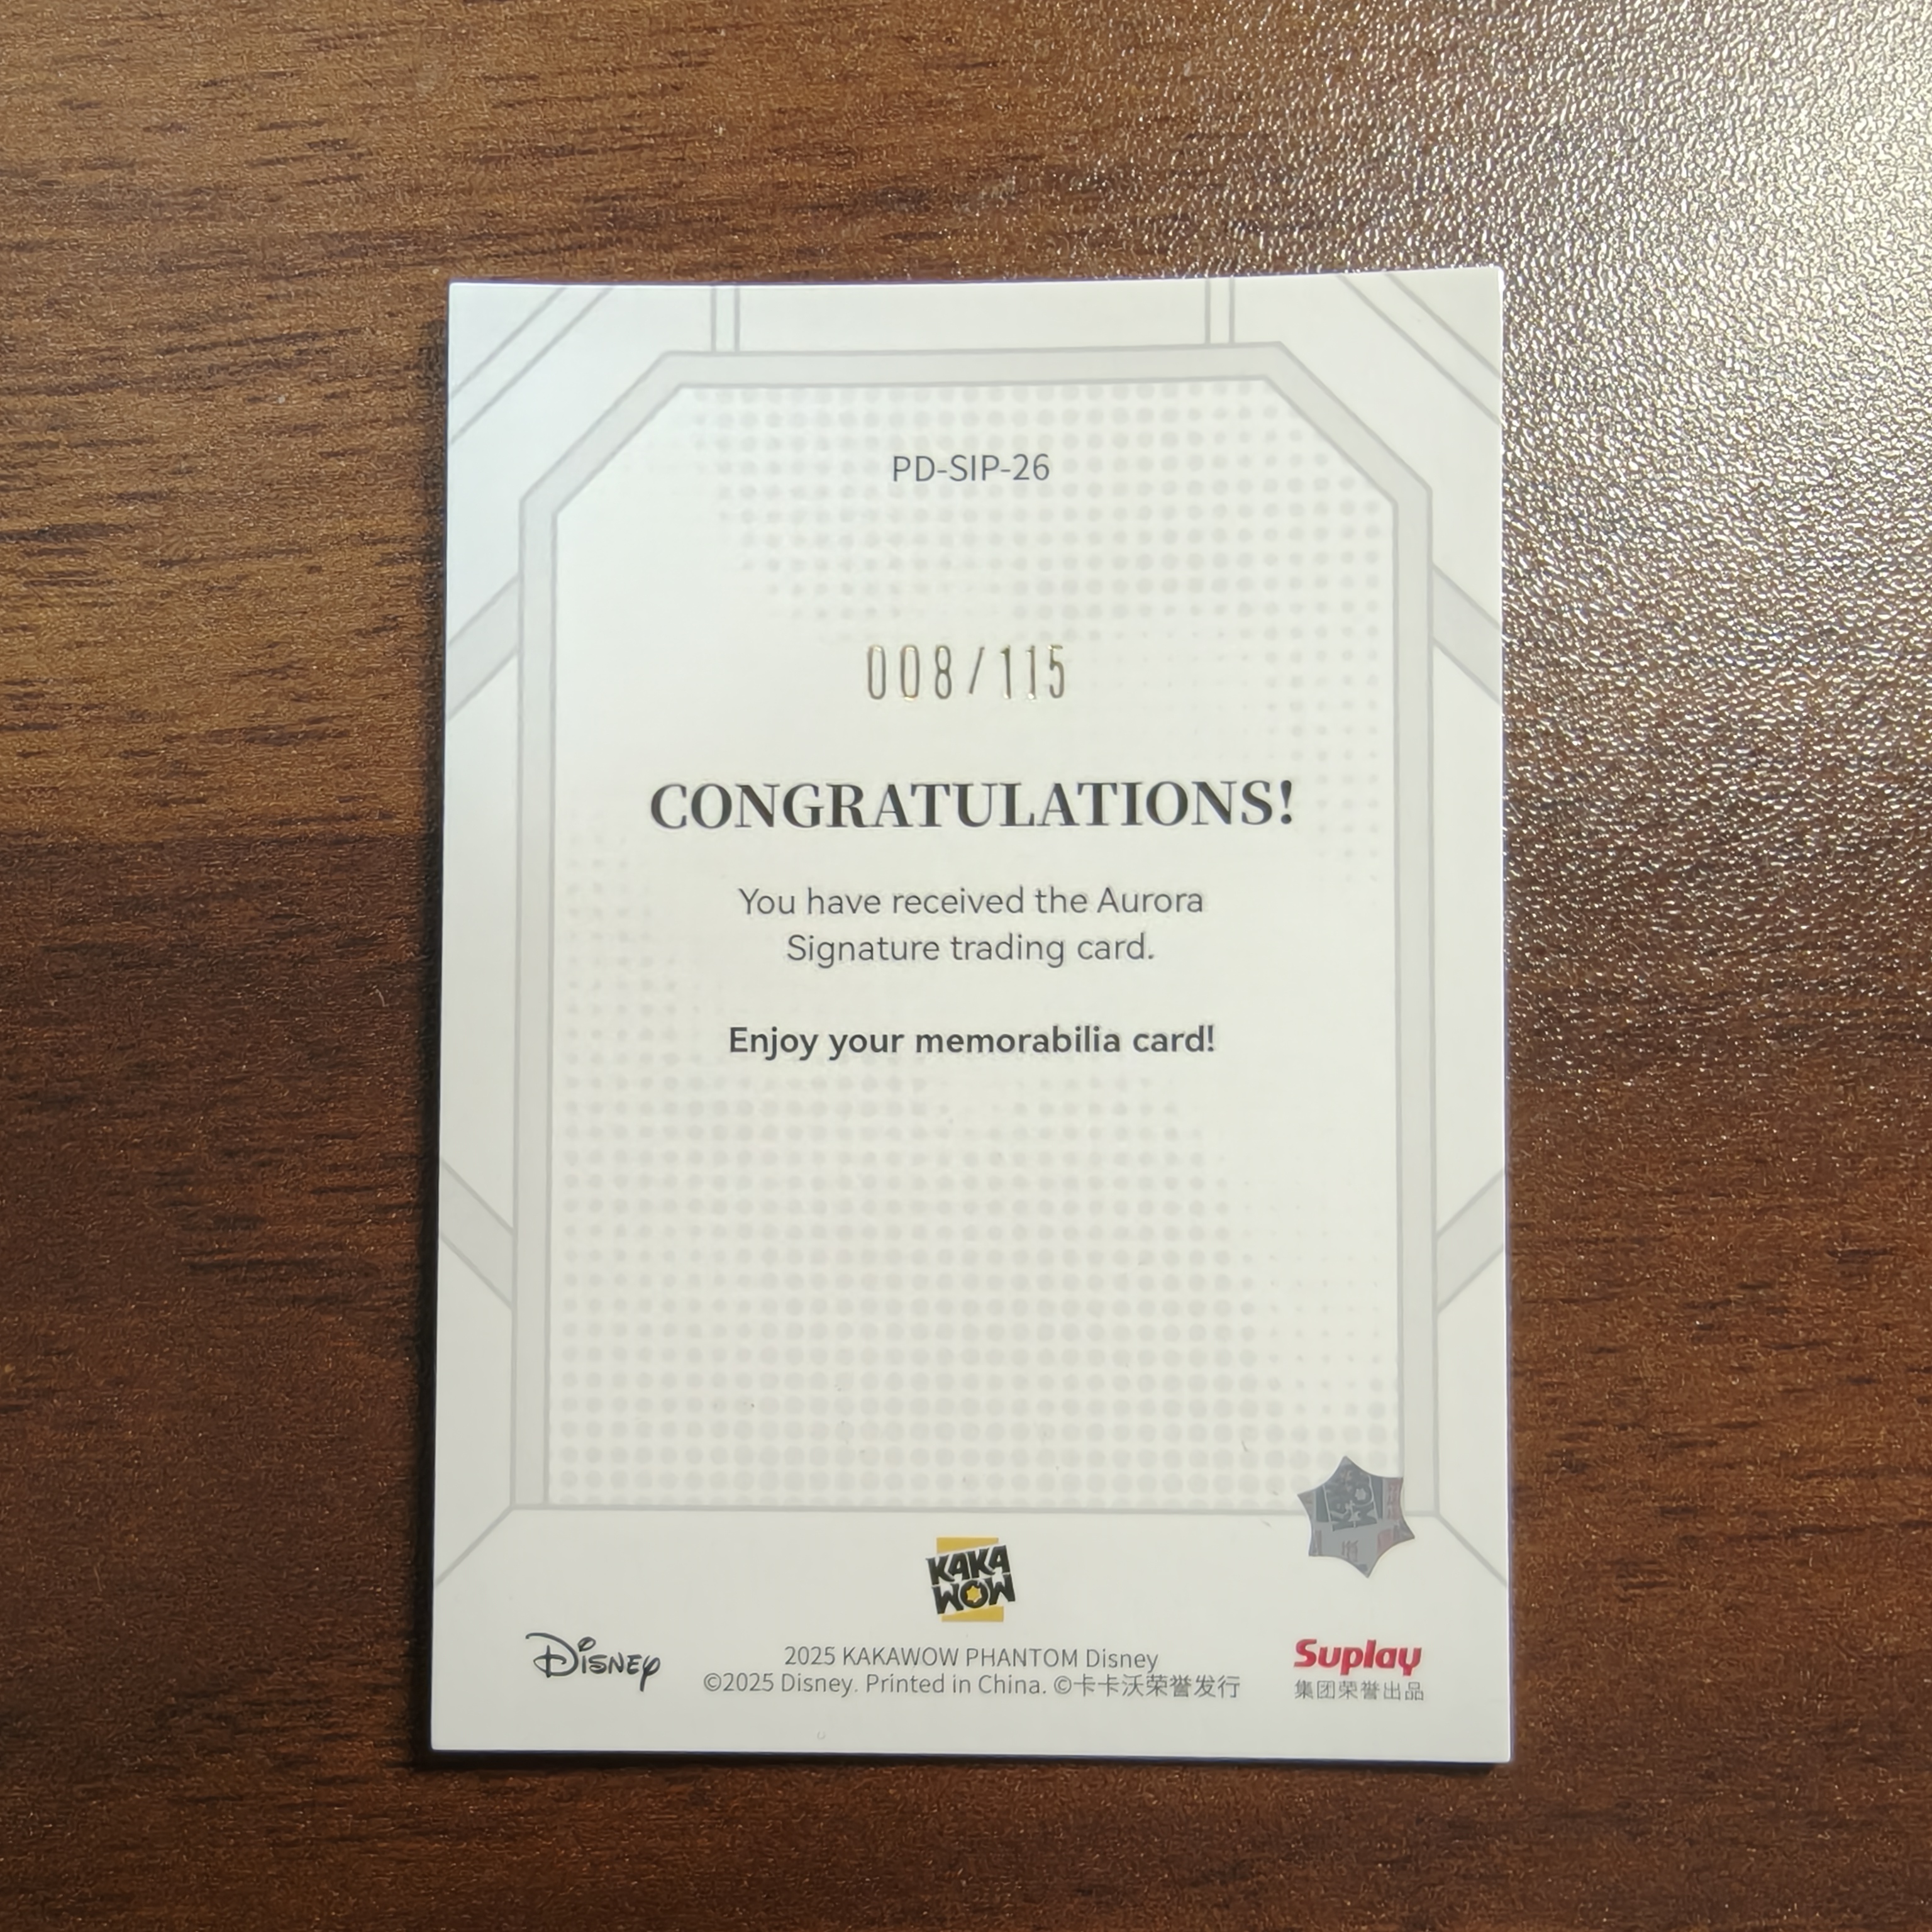 PD-SIP-26
008/115
CONGRATULATIONS!
You have received the Aurora
Signature trading card.
Enjoy your memorabilia card!
KAKA
WOW
Disney
2025 KAKAWOW PHANTOM Disney
©2025 Disney. Printed in China. ©卡卡沃荣誉发行
Suplay
集团荣誉出品